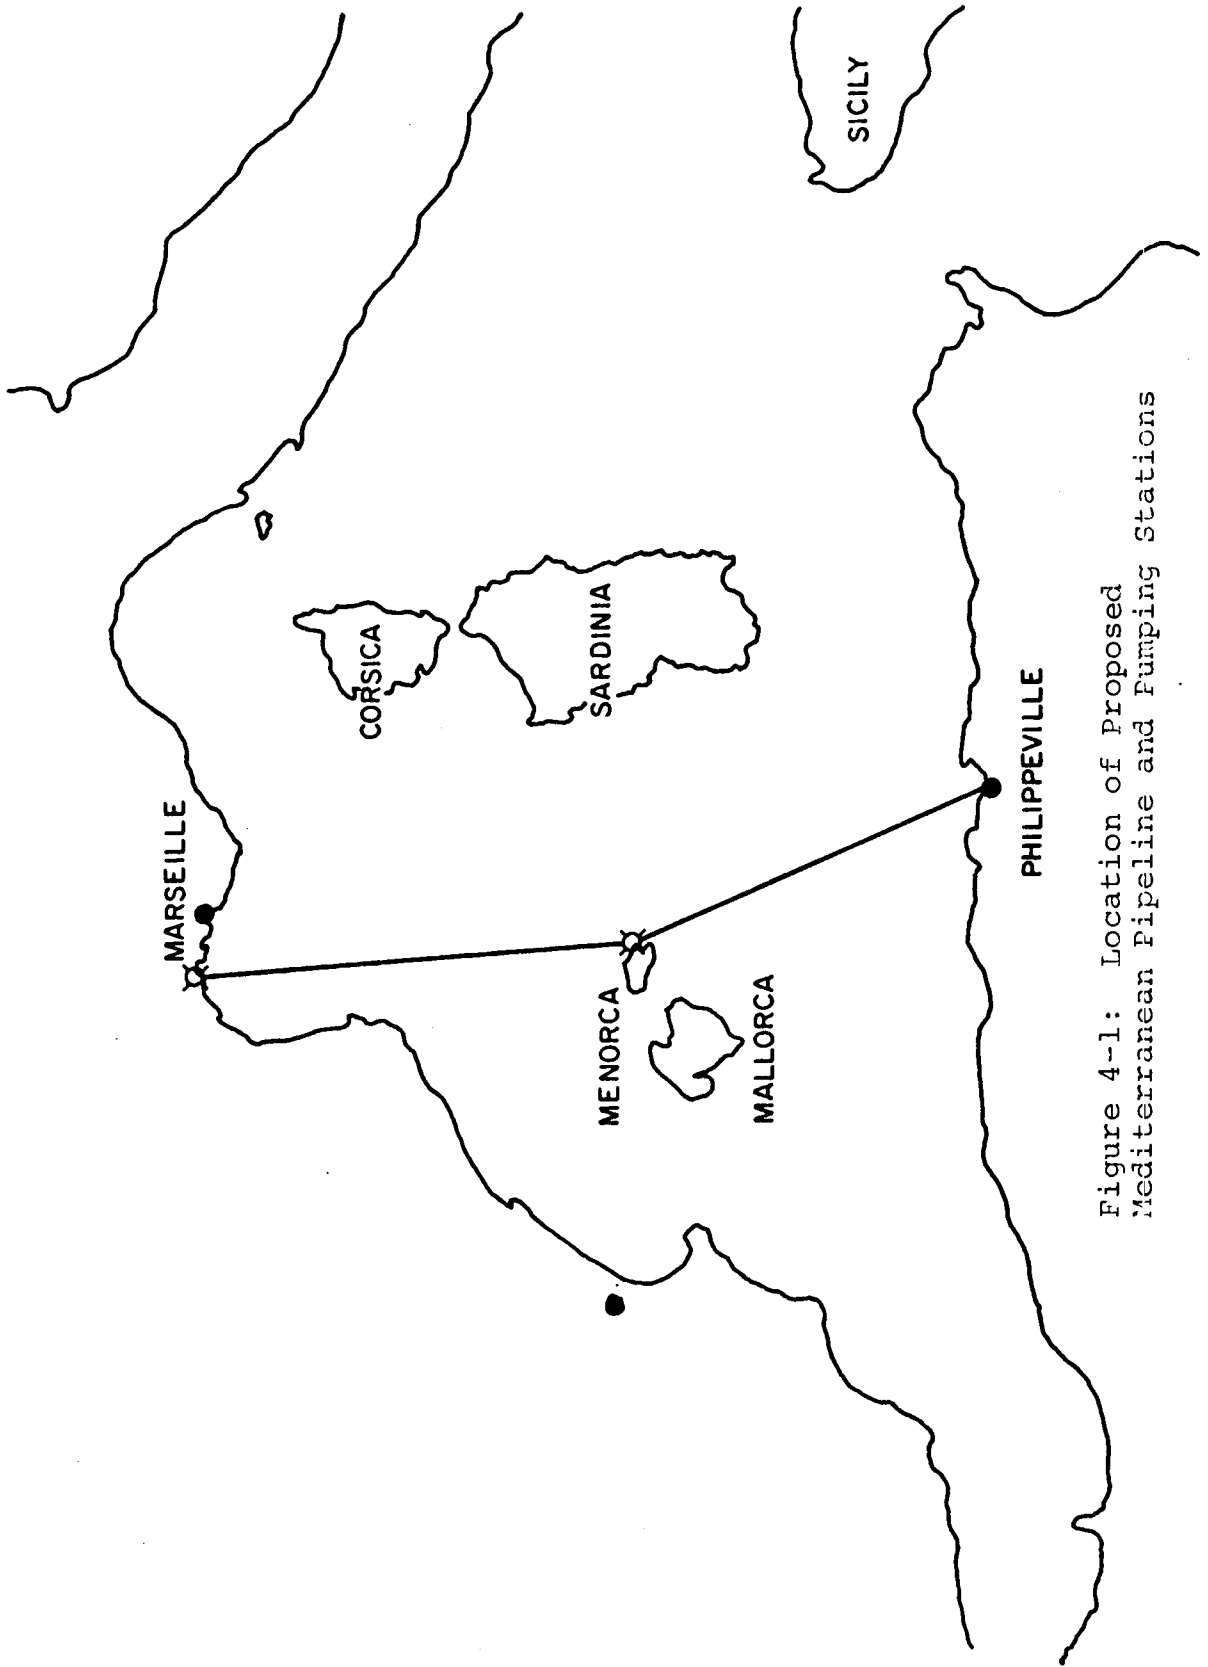 MARSEILLE
CORSICA
SARDINIA
SICILY
MENORCA
MALLORCA
PHILIPPEVILLE
Figure 4-1: Location of Proposed
Mediterranean Pipeline and Pumping Stations